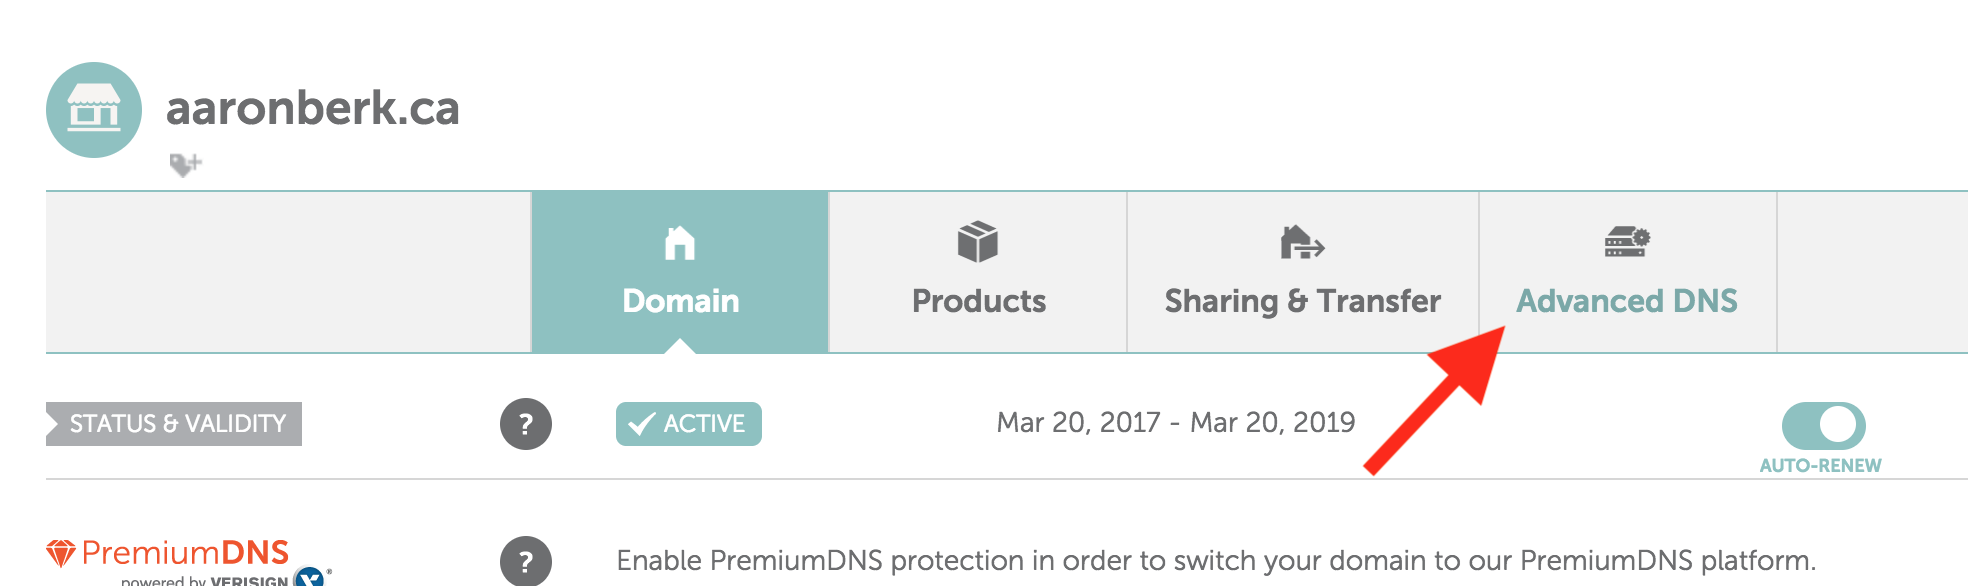 aaronberk.ca
Domain
Products
Sharing & Transfer
Advanced DNS
STATUS & VALIDITY
?
ACTIVE
Mar 20, 2017 - Mar 20, 2019
AUTO-RENEW
PremiumDNS
powered by VERISIGN
?
Enable PremiumDNS protection in order to switch your domain to our PremiumDNS platform.